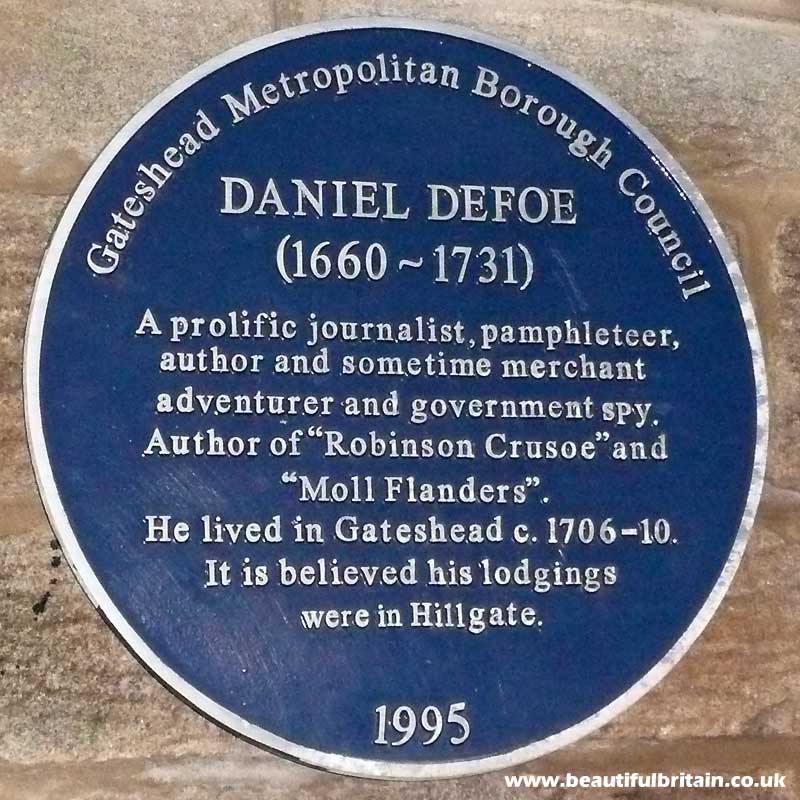 Gateshead Metropolitan Borough Council
DANIEL DEFOE
(1660 ~ 1731)
A prolific journalist, pamphleteer,
author and sometime merchant
adventurer and government spy.
Author of "Robinson Crusoe" and
"Moll Flanders".
He lived in Gateshead c. 1706-10.
It is believed his lodgings
were in Hillgate.
1995
www.beautifulbritain.co.uk